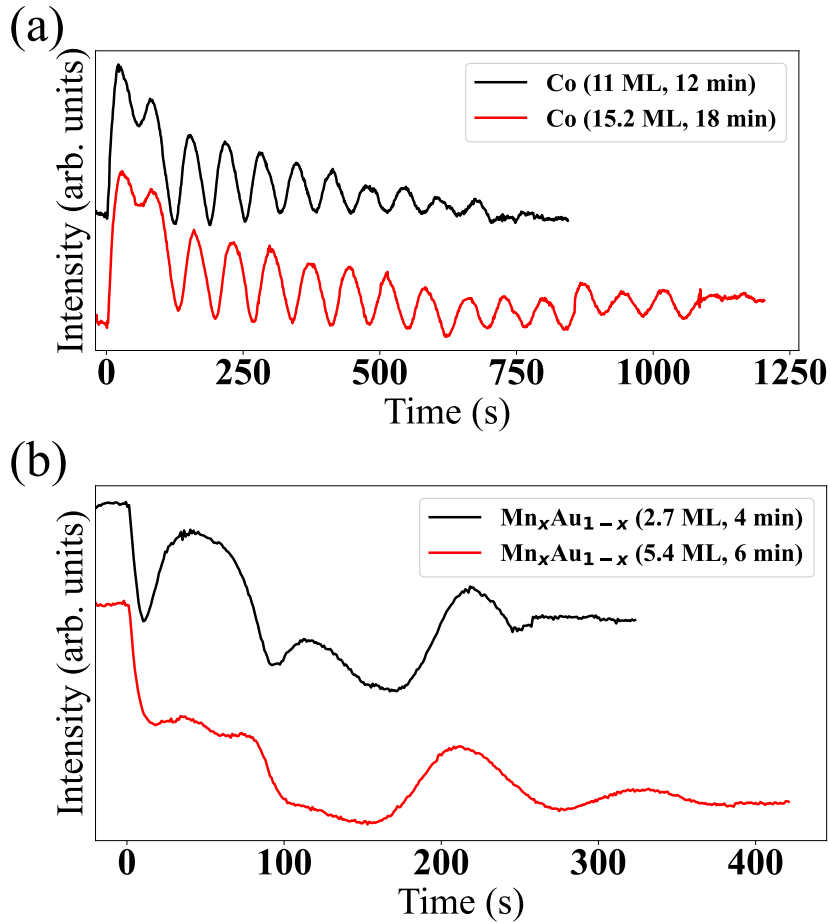 (a)
Intensity (arb. units)
Co (11 ML, 12 min)
Co (15.2 ML, 18 min)
0 250 500 750 1000 1250
Time (s)
(b)
Intensity (arb. units)
MnxAu1−x (2.7 ML, 4 min)
MnxAu1−x (5.4 ML, 6 min)
0 100 200 300 400
Time (s)